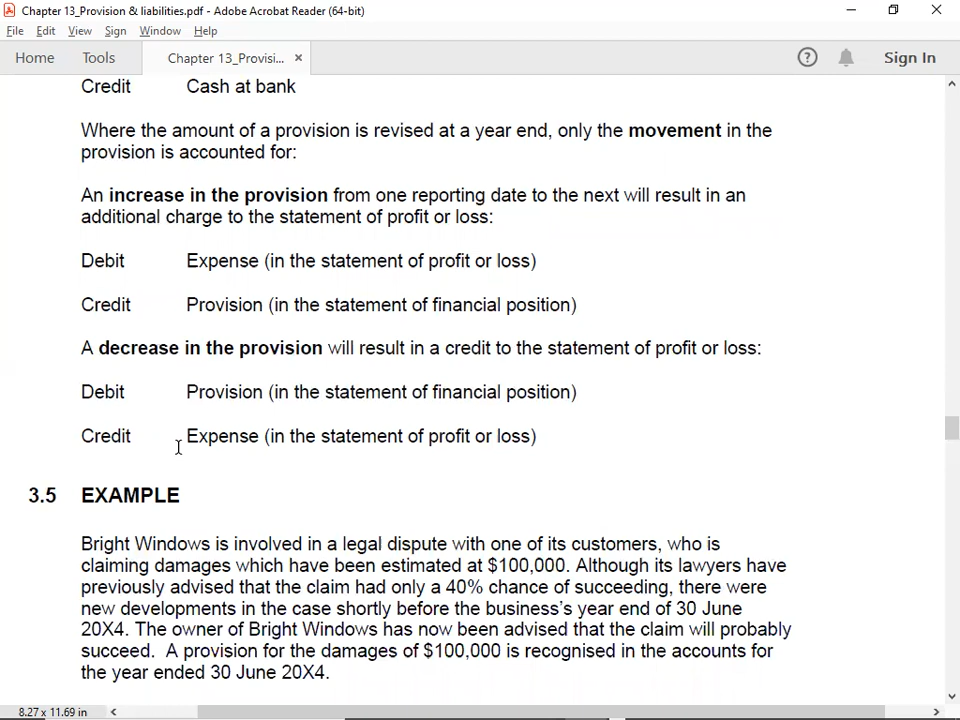 Chapter 13_Provision & liabilities.pdf - Adobe Acrobat Reader (64-bit)
File Edit View Sign Window Help
Home Tools Chapter 13_Provisi... × Sign In
Credit Cash at bank
Where the amount of a provision is revised at a year end, only the movement in the
provision is accounted for:
An increase in the provision from one reporting date to the next will result in an
additional charge to the statement of profit or loss:
Debit Expense (in the statement of profit or loss)
Credit Provision (in the statement of financial position)
A decrease in the provision will result in a credit to the statement of profit or loss:
Debit Provision (in the statement of financial position)
Credit Expense (in the statement of profit or loss)
3.5 EXAMPLE
Bright Windows is involved in a legal dispute with one of its customers, who is
claiming damages which have been estimated at $100,000. Although its lawyers have
previously advised that the claim had only a 40% chance of succeeding, there were
new developments in the case shortly before the business's year end of 30 June
20X4. The owner of Bright Windows has now been advised that the claim will probably
succeed. A provision for the damages of $100,000 is recognised in the accounts for
the year ended 30 June 20X4.
8.27 x 11.69 in